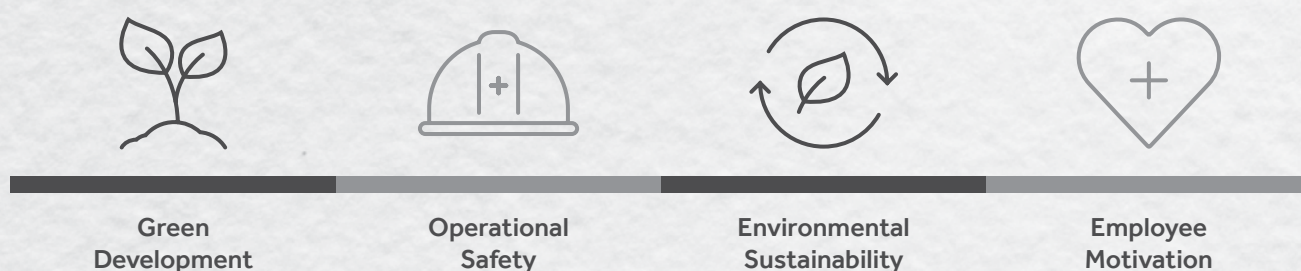 Green
Development
Operational
Safety
Environmental
Sustainability
Employee
Motivation